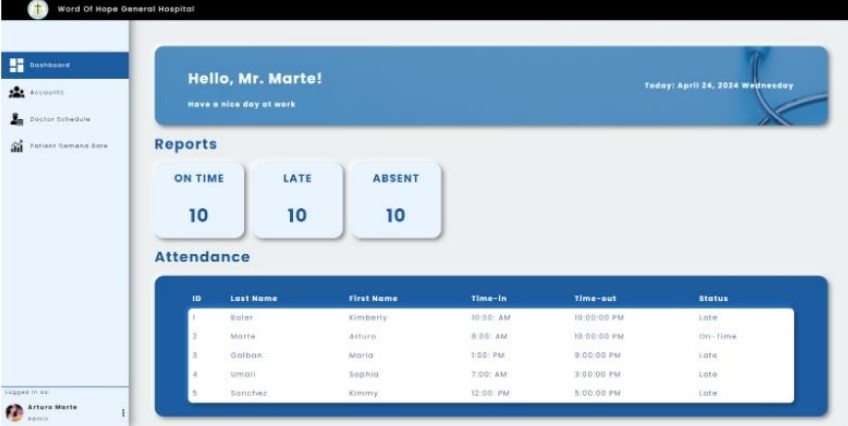 Word Of Hope General Hospital
Dashboard
Accounts
Doctor Schedule
Patient Demand Rate
Logged in as:
Arturo Marte
Admin
Hello, Mr. Marte!
Have a nice day at work
Today: April 24, 2024 Wednesday
Reports
ON TIME LATE ABSENT
10 10 10
Attendance
ID Last Name First Name Time-in Time-out Status
1 Baler Kimberly 10:00: AM 10:00:00 PM Late
2 Marte Arturo 8:00: AM 10:00:00 PM On-time
3 Galban Maria 1:00: PM 9:00:00 PM Late
4 Umali Sophia 7:00: AM 3:00:00 PM Late
5 Sanchez Kimmy 12:00: PM 5:00:00 PM Late